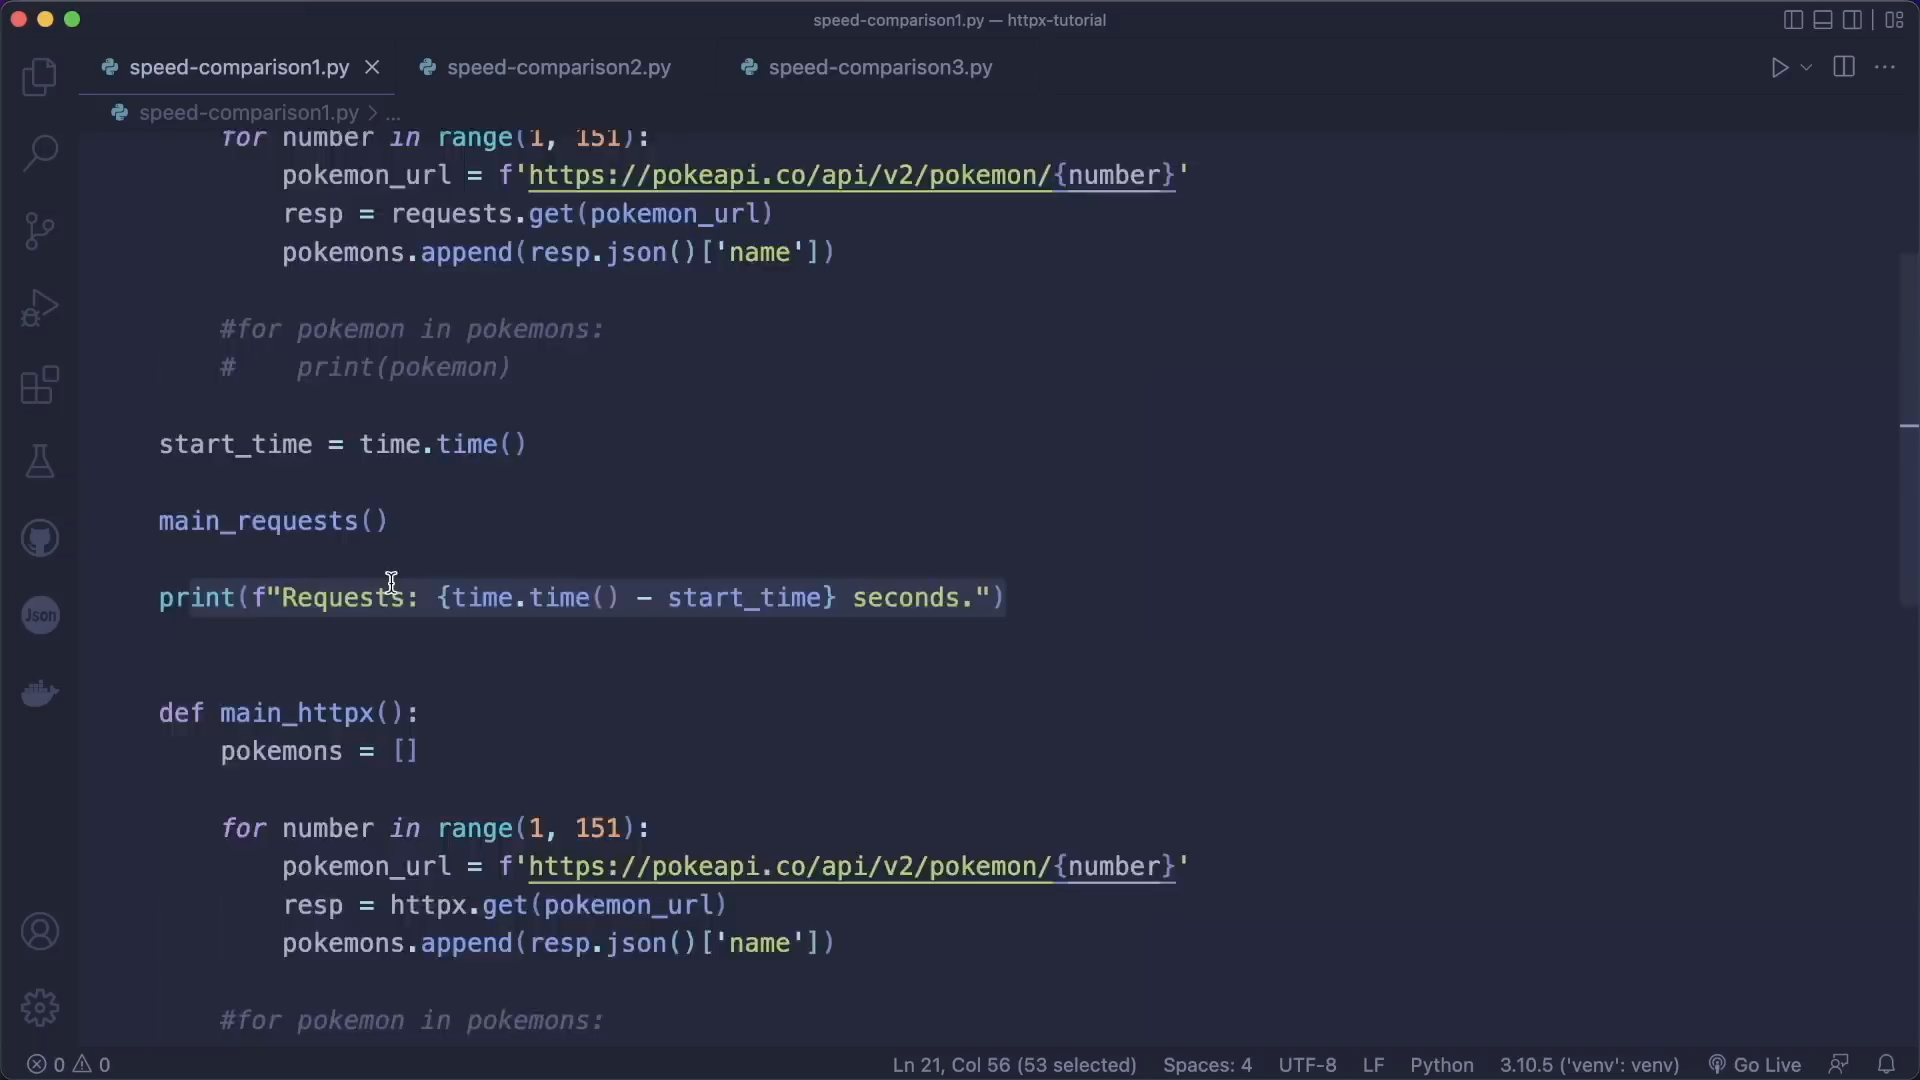 speed-comparison1.py — httpx-tutorial
speed-comparison1.py speed-comparison2.py speed-comparison3.py
speed-comparison1.py > ...
for number in range(1, 151):
pokemon_url = f'https://pokeapi.co/api/v2/pokemon/{number}'
resp = requests.get(pokemon_url)
pokemons.append(resp.json()['name'])
#for pokemon in pokemons:
#    print(pokemon)
start_time = time.time()
main_requests()
print(f"Requests: {time.time() - start_time} seconds.")
def main_httpx():
pokemons = []
for number in range(1, 151):
pokemon_url = f'https://pokeapi.co/api/v2/pokemon/{number}'
resp = httpx.get(pokemon_url)
pokemons.append(resp.json()['name'])
#for pokemon in pokemons:
Json
0 0 Ln 21, Col 56 (53 selected) Spaces: 4 UTF-8 LF Python 3.10.5 ('venv': venv) Go Live